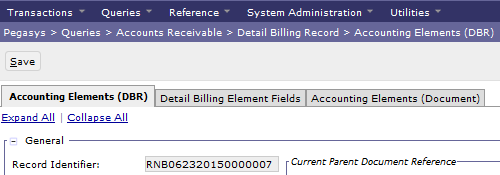 Transactions Queries Reference System Administration Utilities
Pegasys > Queries > Accounts Receivable > Detail Billing Record > Accounting Elements (DBR)
Save
Accounting Elements (DBR) Detail Billing Element Fields Accounting Elements (Document)
Expand All | Collapse All
General
Record Identifier: RNB062320150000007 Current Parent Document Reference